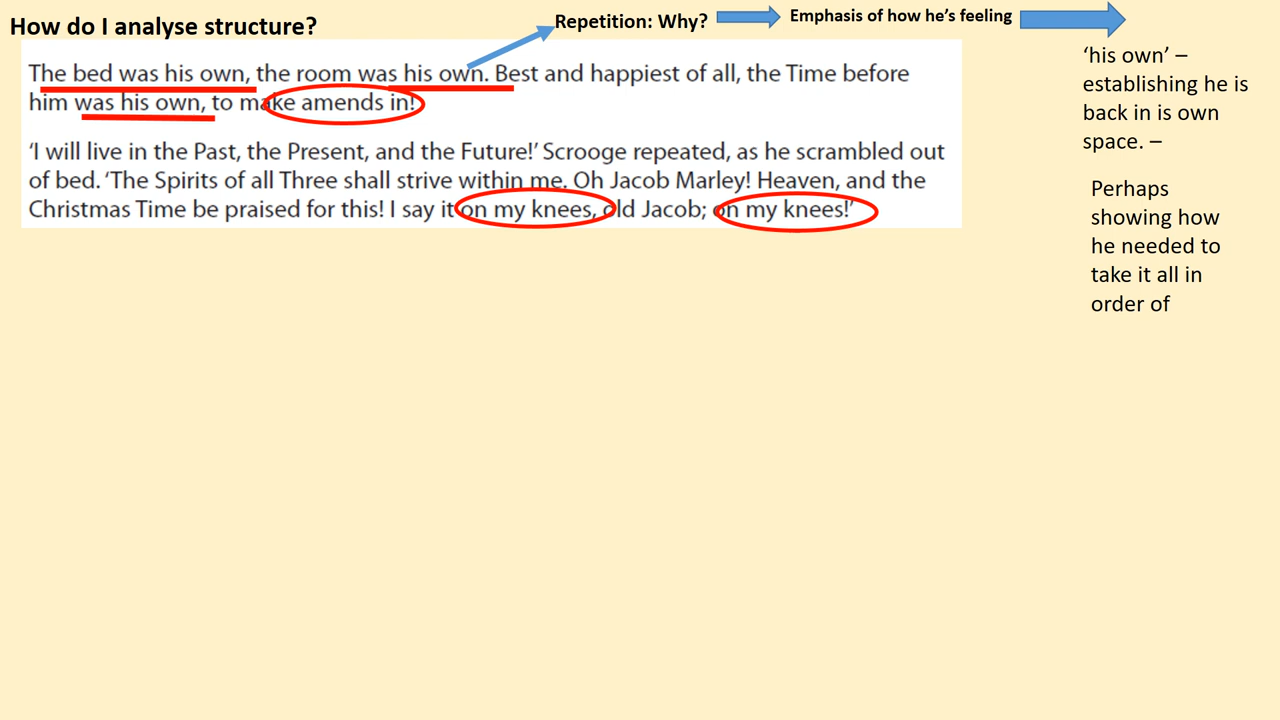 How do I analyse structure?
Repetition: Why?
Emphasis of how he's feeling
The bed was his own, the room was his own. Best and happiest of all, the Time before
him was his own, to make amends in!
'I will live in the Past, the Present, and the Future!' Scrooge repeated, as he scrambled out
of bed. 'The Spirits of all Three shall strive within me. Oh Jacob Marley! Heaven, and the
Christmas Time be praised for this! I say it on my knees, old Jacob; on my knees!'
'his own' –
establishing he is
back in is own
space. –
Perhaps
showing how
he needed to
take it all in
order of